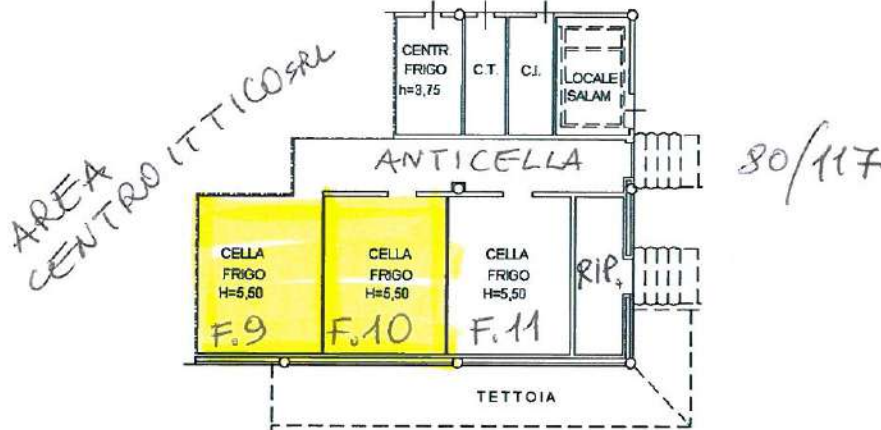 CENTR.
FRIGO
h=3,75
C.T.
C.I.
LOCALE
SALAM
ANTICELLA
80/117
AREA
CENTRO ITTICO SRL
CELLA
FRIGO
H=5,50
F.9
CELLA
FRIGO
H=5,50
F.10
CELLA
FRIGO
H=5,50
F.11
RIP.
TETTOIA